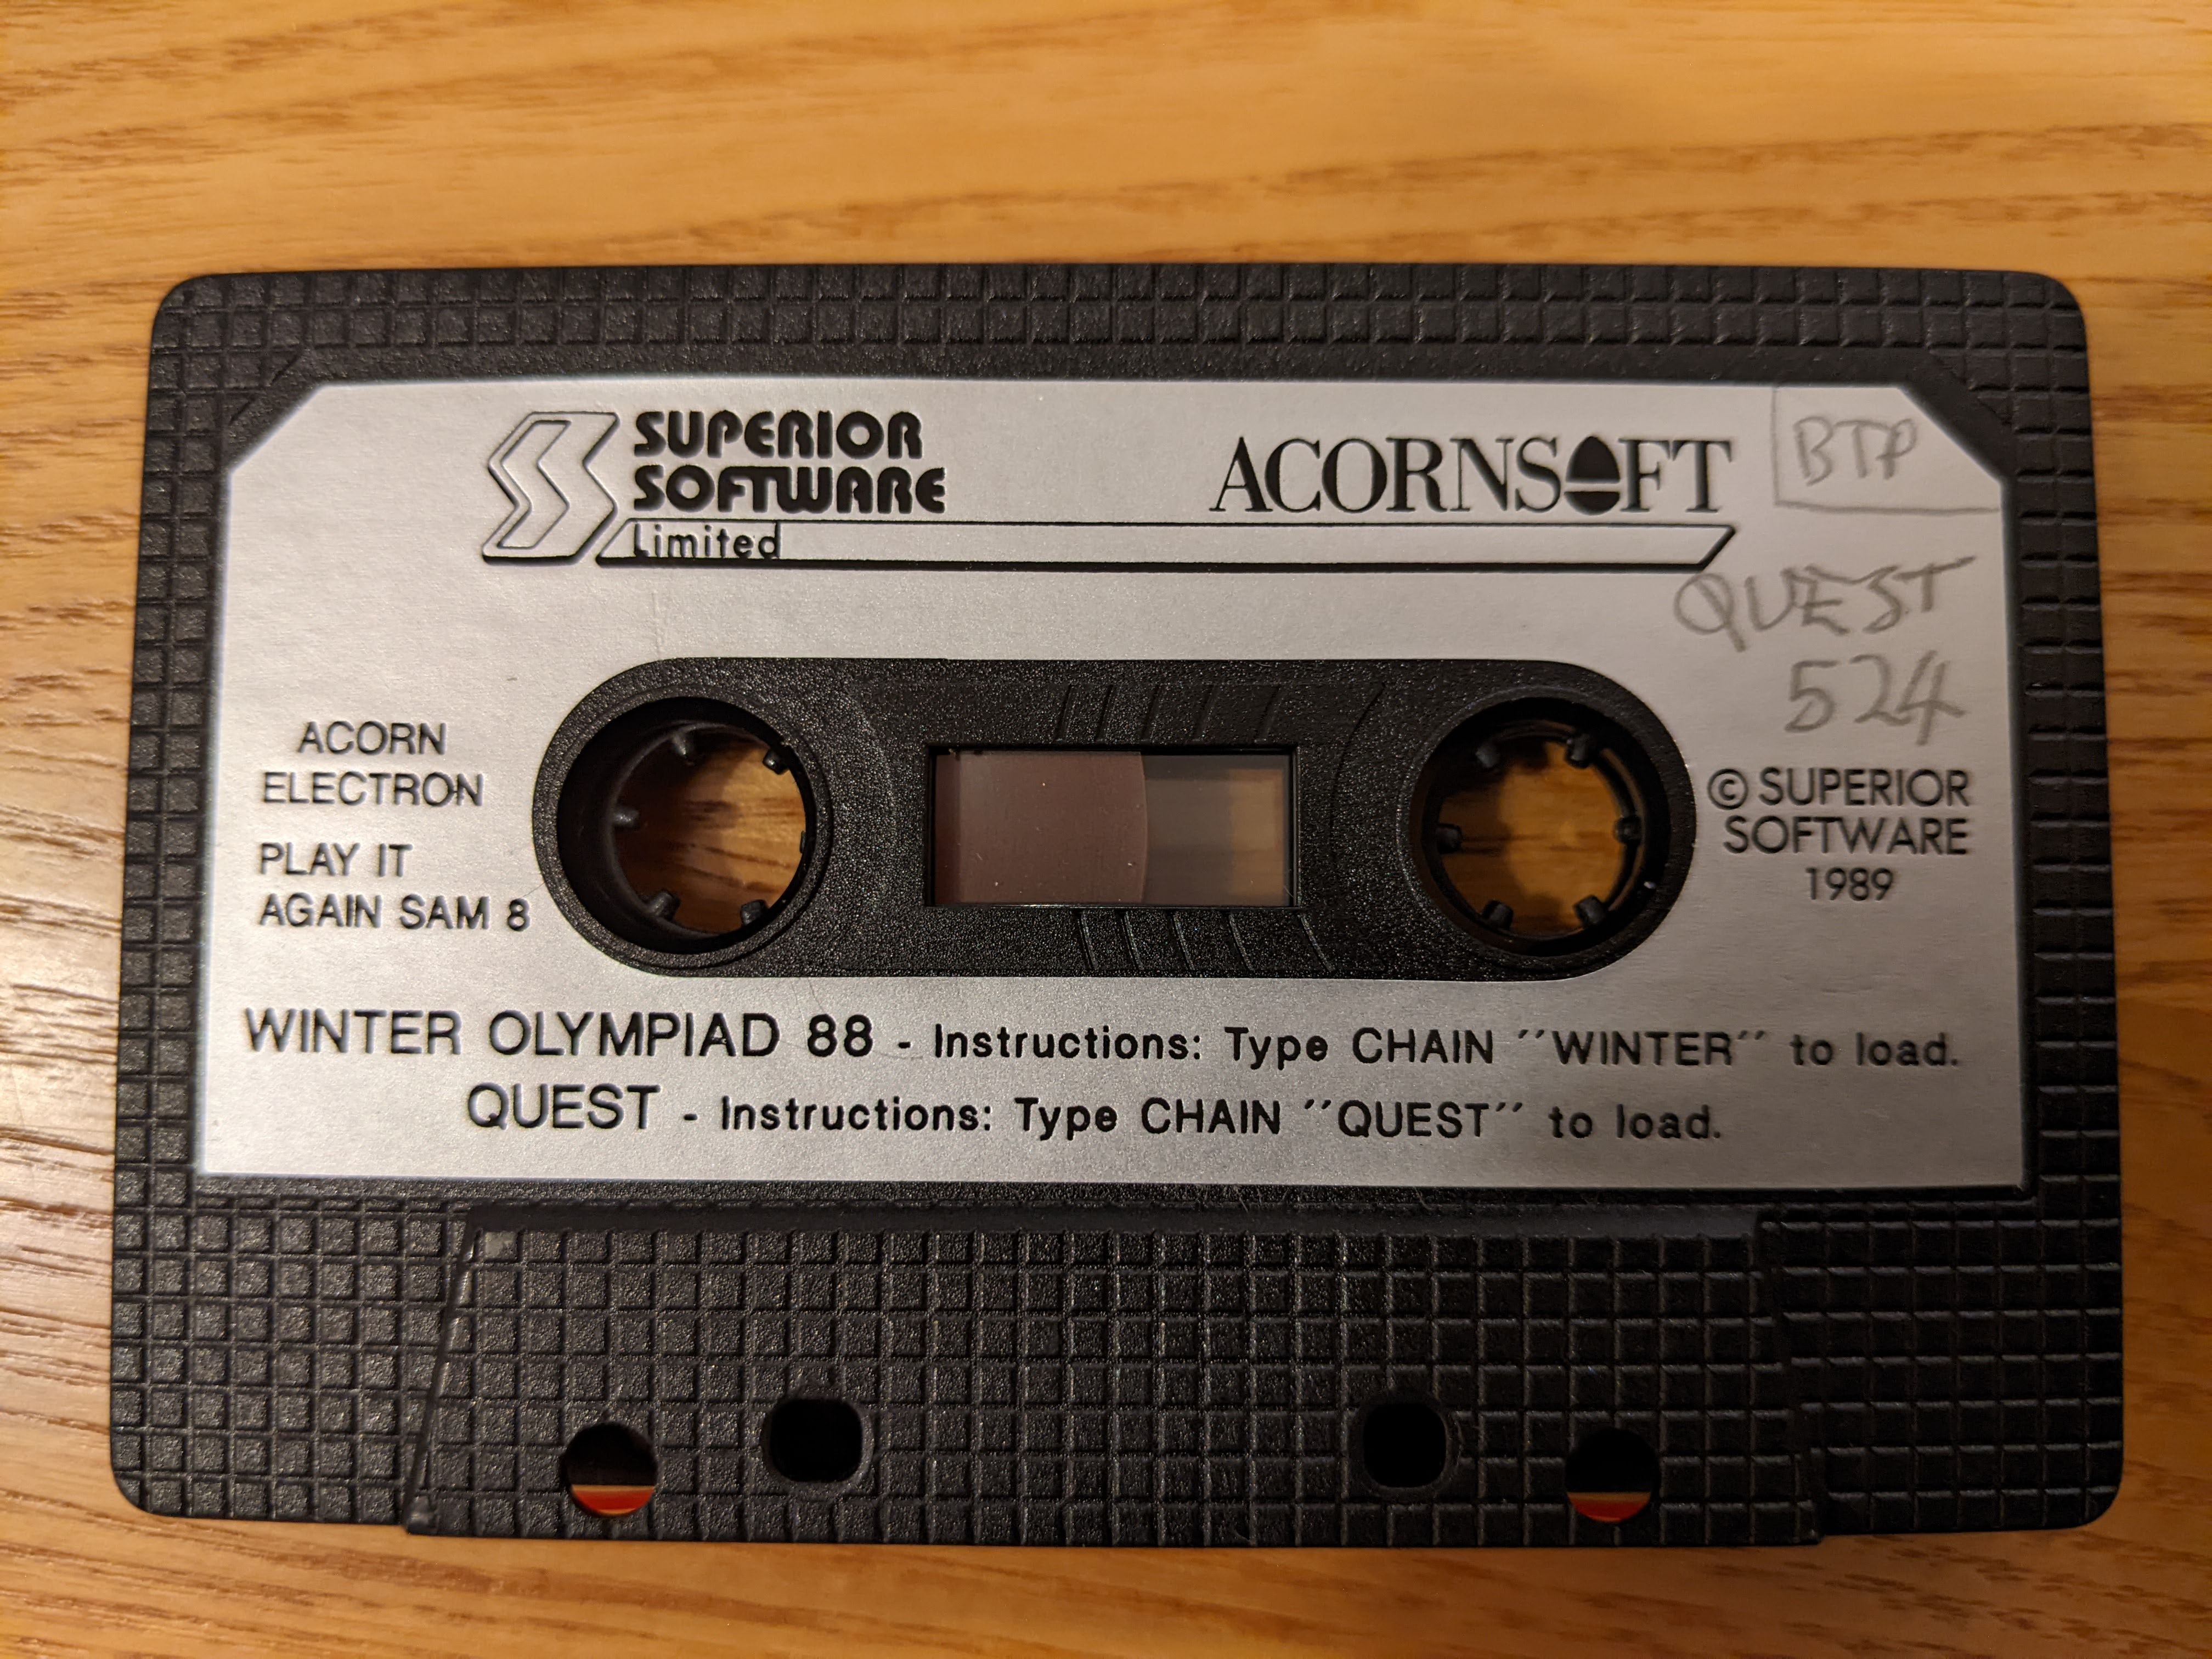 SUPERIOR
SOFTWARE
Limited
ACORNSOFT
BTP
QUEST
524
ACORN
ELECTRON
PLAY IT
AGAIN SAM 8
© SUPERIOR
SOFTWARE
1989
WINTER OLYMPIAD 88 - Instructions: Type CHAIN "WINTER" to load.
QUEST - Instructions: Type CHAIN "QUEST" to load.